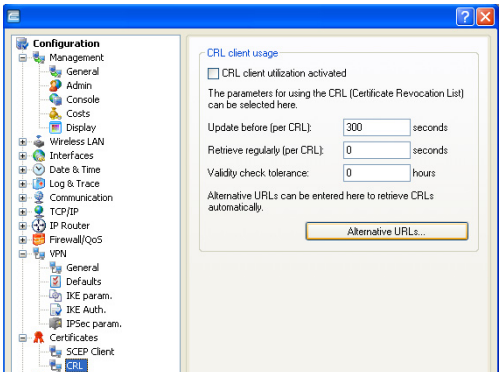 Configuration
Management
General
Admin
Console
Costs
Display
Wireless LAN
Interfaces
Date & Time
Log & Trace
Communication
TCP/IP
IP Router
Firewall/QoS
VPN
General
Defaults
IKE param.
IKE Auth.
IPSec param.
Certificates
SCEP Client
CRL
CRL client usage
CRL client utilization activated
The parameters for using the CRL (Certificate Revocation List)
can be selected here.
Update before (per CRL): 300 seconds
Retrieve regularly (per CRL): 0 seconds
Validity check tolerance: 0 hours
Alternative URLs can be entered here to retrieve CRLs
automatically.
Alternative URLs...